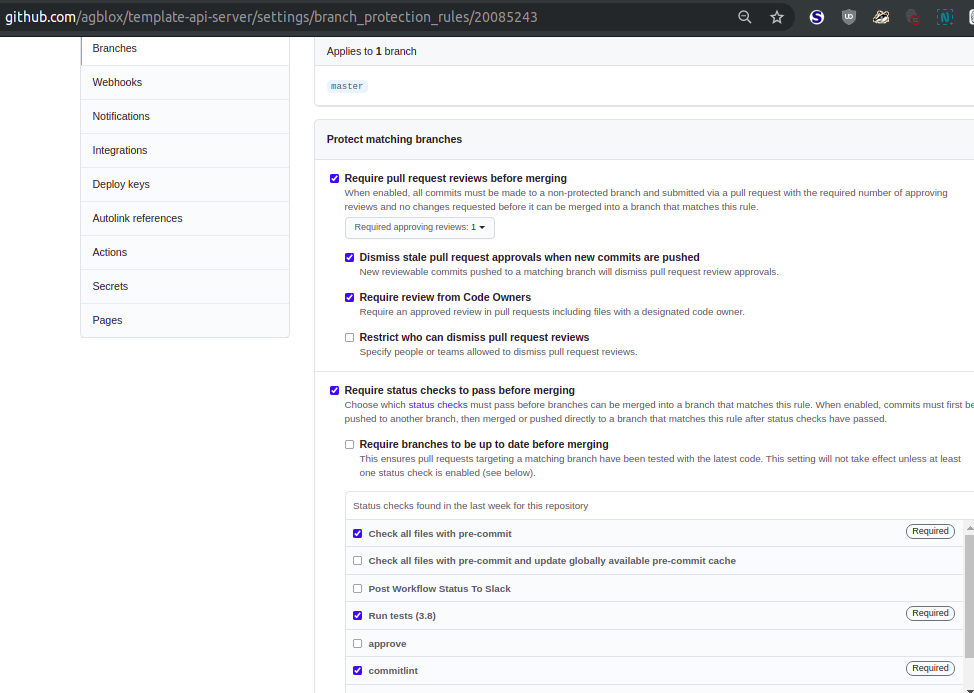 github.com/agblox/template-api-server/settings/branch_protection_rules/20085243
Branches
Webhooks
Notifications
Integrations
Deploy keys
Autolink references
Actions
Secrets
Pages
Applies to 1 branch
master
Protect matching branches
Require pull request reviews before merging
When enabled, all commits must be made to a non-protected branch and submitted via a pull request with the required number of approving
reviews and no changes requested before it can be merged into a branch that matches this rule.
Required approving reviews: 1
Dismiss stale pull request approvals when new commits are pushed
New reviewable commits pushed to a matching branch will dismiss pull request review approvals.
Require review from Code Owners
Require an approved review in pull requests including files with a designated code owner.
Restrict who can dismiss pull request reviews
Specify people or teams allowed to dismiss pull request reviews.
Require status checks to pass before merging
Choose which status checks must pass before branches can be merged into a branch that matches this rule. When enabled, commits must first be
pushed to another branch, then merged or pushed directly to a branch that matches this rule after status checks have passed.
Require branches to be up to date before merging
This ensures pull requests targeting a matching branch have been tested with the latest code. This setting will not take effect unless at least
one status check is enabled (see below).
Status checks found in the last week for this repository
Check all files with pre-commit Required
Check all files with pre-commit and update globally available pre-commit cache
Post Workflow Status To Slack
Run tests (3.8) Required
approve
commitlint Required